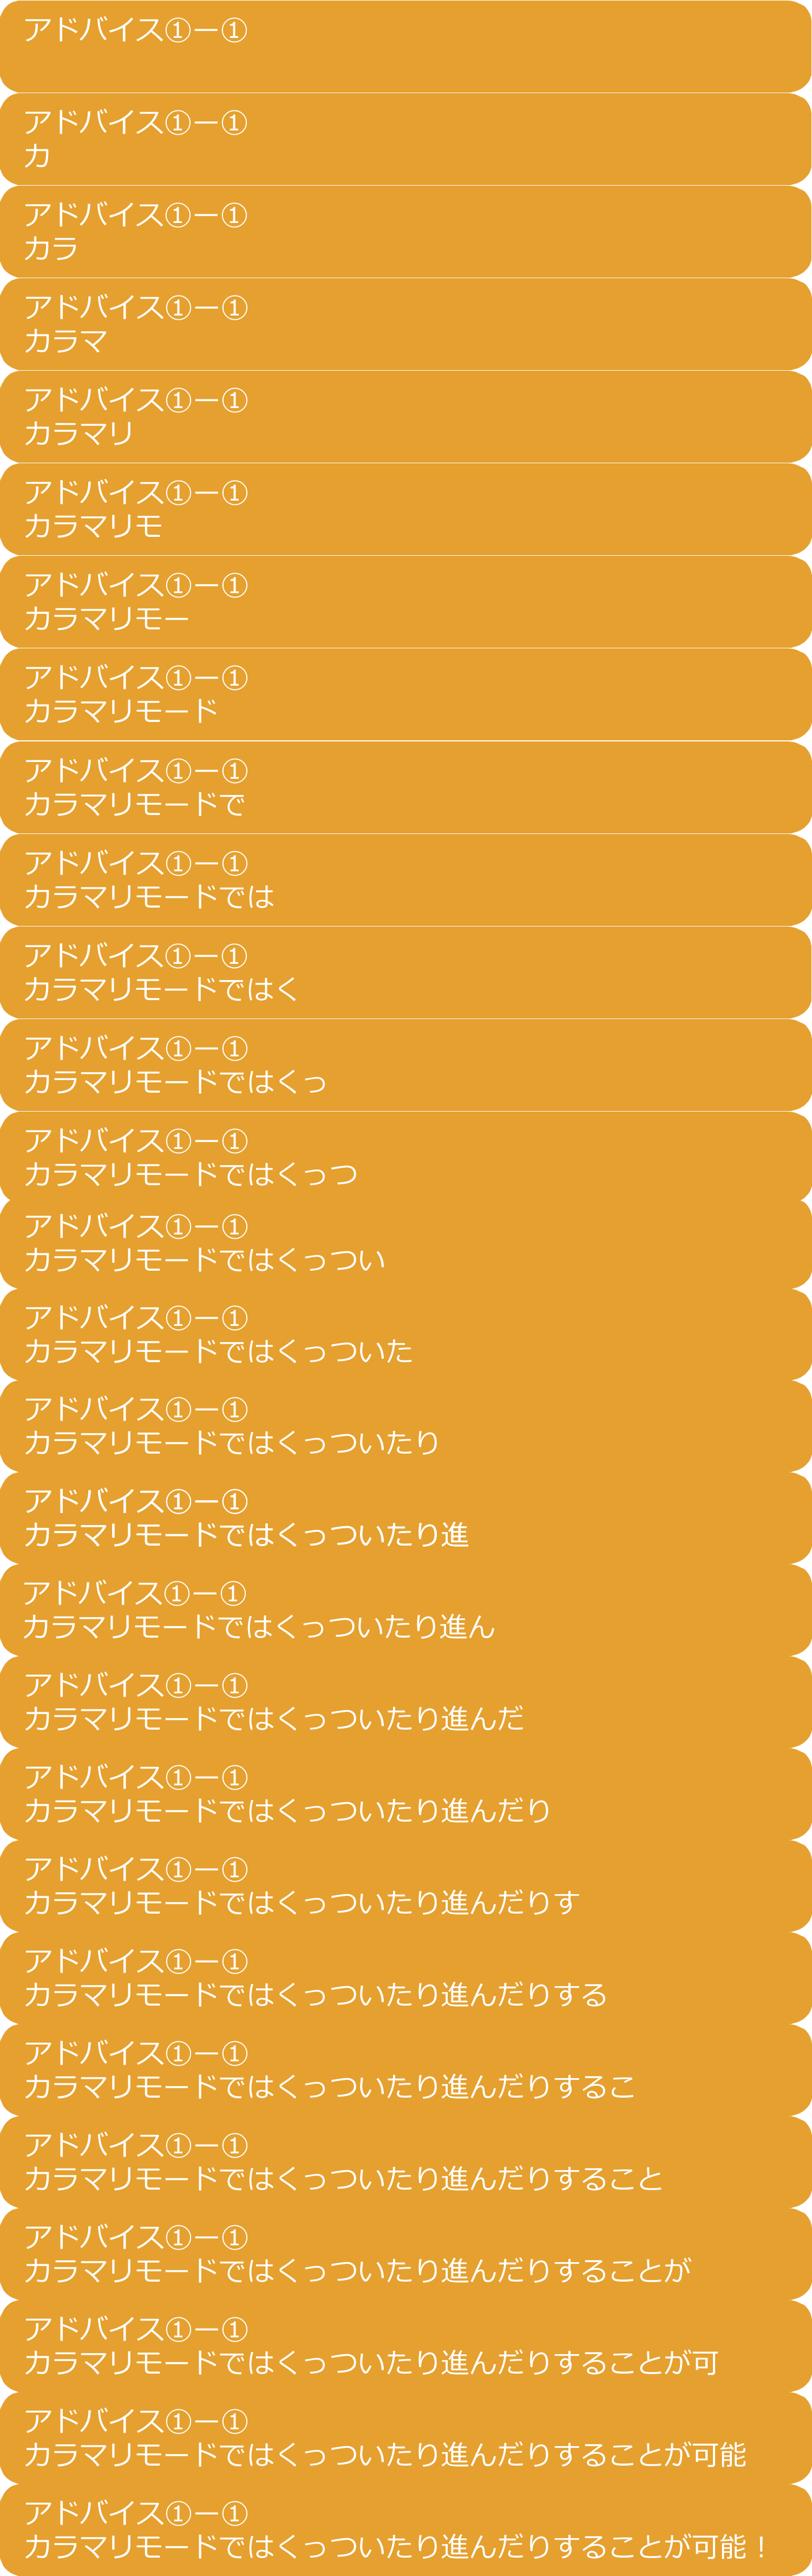 アドバイス①ー①
アドバイス①ー①
カ
アドバイス①ー①
カラ
アドバイス①ー①
カラマ
アドバイス①ー①
カラマリ
アドバイス①ー①
カラマリモ
アドバイス①ー①
カラマリモー
アドバイス①ー①
カラマリモード
アドバイス①ー①
カラマリモードで
アドバイス①ー①
カラマリモードでは
アドバイス①ー①
カラマリモードではく
アドバイス①ー①
カラマリモードではくっ
アドバイス①ー①
カラマリモードではくっつ
アドバイス①ー①
カラマリモードではくっつい
アドバイス①ー①
カラマリモードではくっついた
アドバイス①ー①
カラマリモードではくっついたり
アドバイス①ー①
カラマリモードではくっついたり進
アドバイス①ー①
カラマリモードではくっついたり進ん
アドバイス①ー①
カラマリモードではくっついたり進んだ
アドバイス①ー①
カラマリモードではくっついたり進んだり
アドバイス①ー①
カラマリモードではくっついたり進んだりす
アドバイス①ー①
カラマリモードではくっついたり進んだりする
アドバイス①ー①
カラマリモードではくっついたり進んだりするこ
アドバイス①ー①
カラマリモードではくっついたり進んだりすること
アドバイス①ー①
カラマリモードではくっついたり進んだりすることが
アドバイス①ー①
カラマリモードではくっついたり進んだりすることが可
アドバイス①ー①
カラマリモードではくっついたり進んだりすることが可能
アドバイス①ー①
カラマリモードではくっついたり進んだりすることが可能！